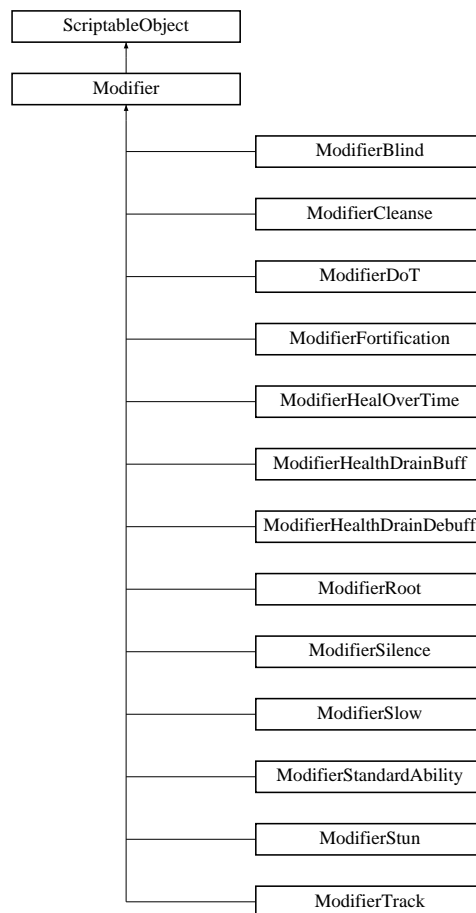 ScriptableObject
Modifier
ModifierBlind
ModifierCleanse
ModifierDoT
ModifierFortification
ModifierHealOverTime
ModifierHealthDrainBuff
ModifierHealthDrainDebuff
ModifierRoot
ModifierSilence
ModifierSlow
ModifierStandardAbility
ModifierStun
ModifierTrack